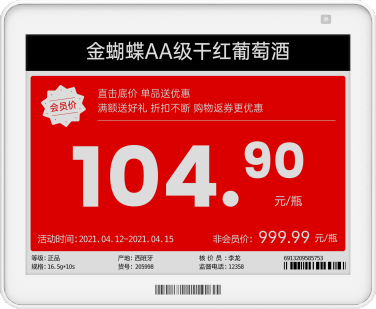 金蝴蝶AA级干红葡萄酒
会员价
直击底价 单品送优惠
满额送好礼 折扣不断 购物返券更优惠
104.90
元/瓶
活动时间:2021.04.12~2021.04.15
非会员价: 999.99 元/瓶
等级:正品 产地:西班牙 核 价 员 :李龙 6913209585753
规格:16.5g*10s 货号:205998 监督电话:12358